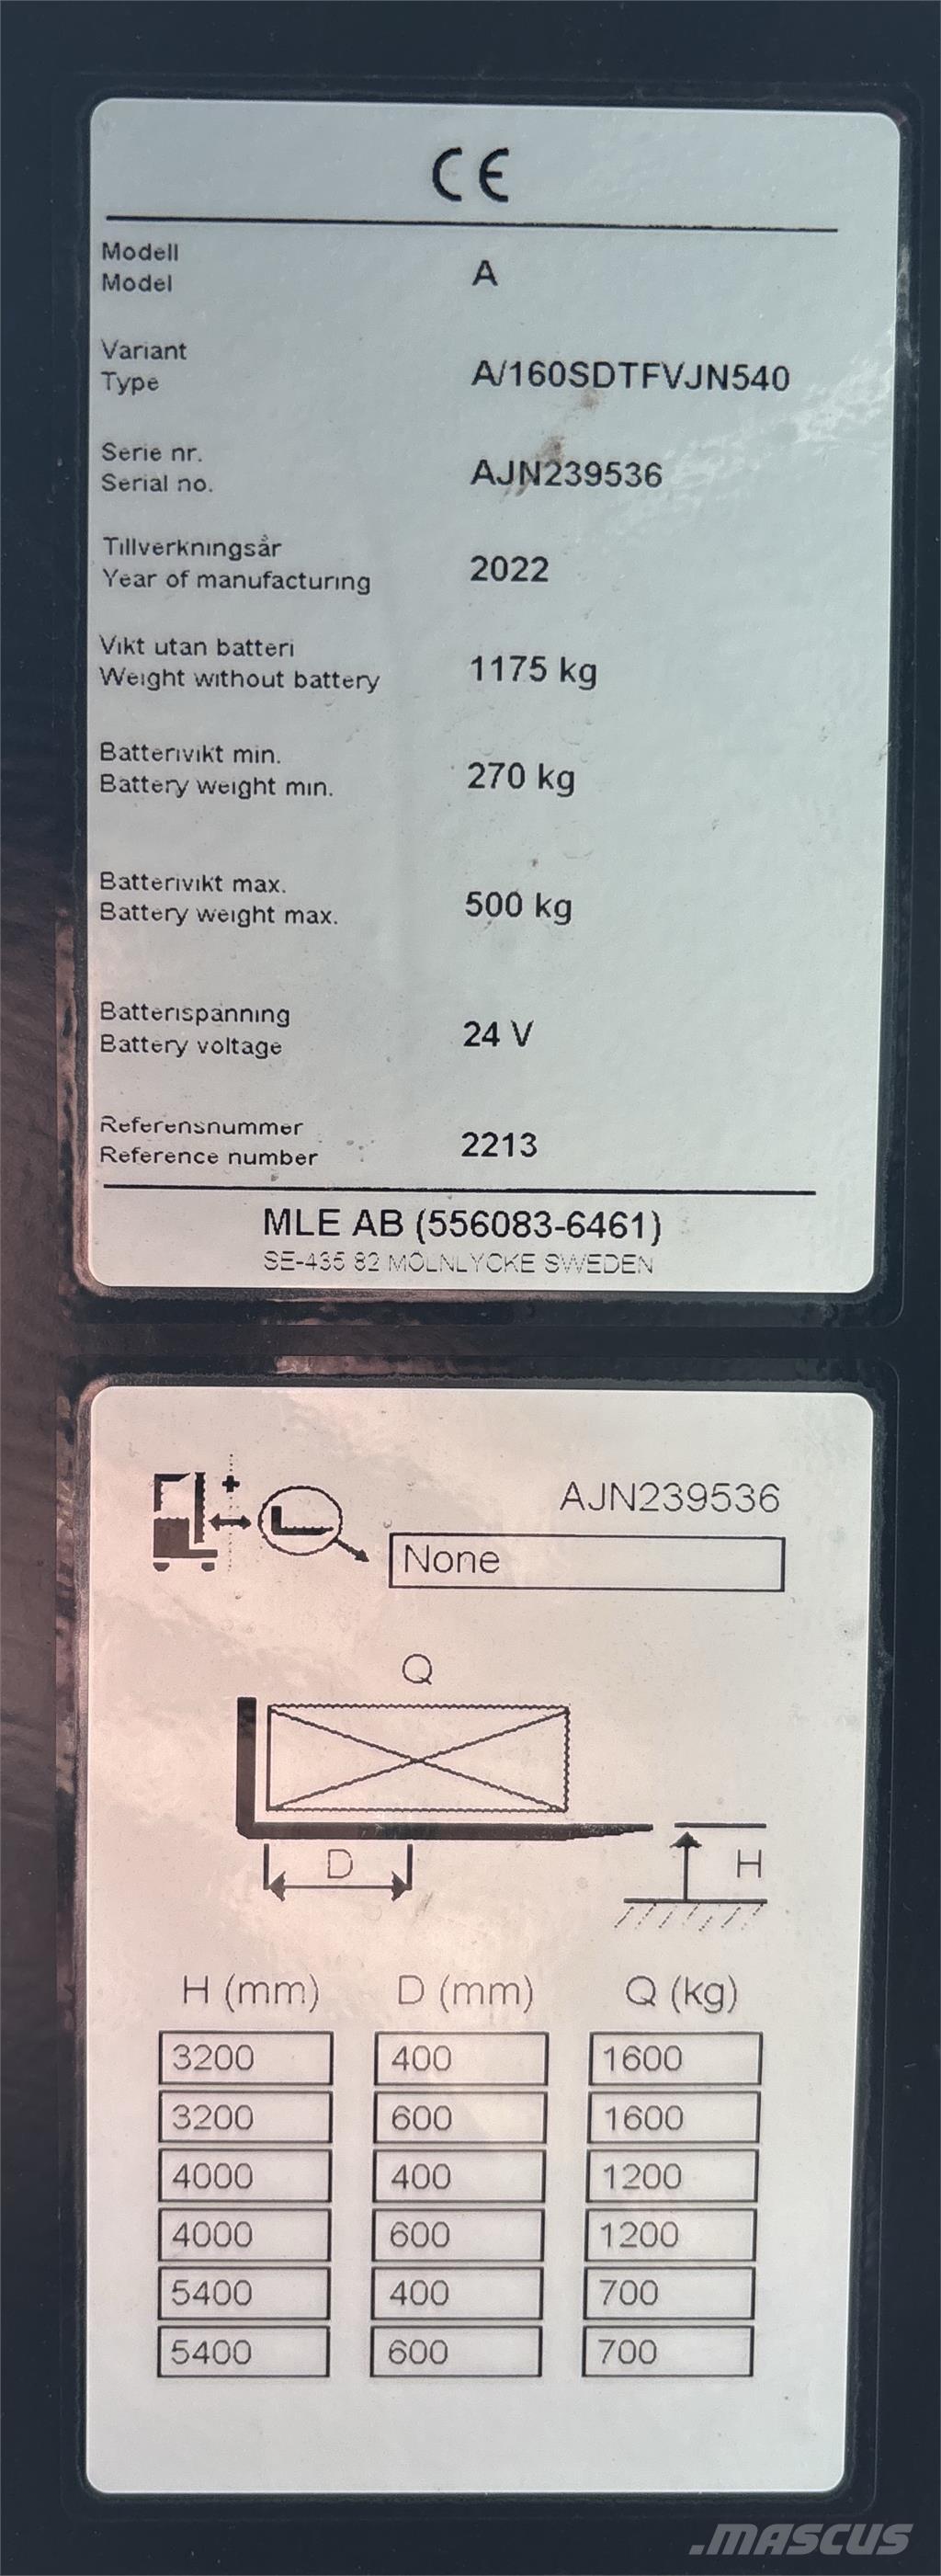 CE
Modell
Model
A
Variant
Type
A/160SDTFVJN540
Serie nr.
Serial no.
AJN239536
Tillverkningsår
Year of manufacturing
2022
Vikt utan batteri
Weight without battery
1175 kg
Batterivikt min.
Battery weight min.
270 kg
Batterivikt max.
Battery weight max.
500 kg
Batterispänning
Battery voltage
24 V
Referensnummer
Reference number
2213
MLE AB (556083-6461)
SE-435 82 MÖLNLYCKE SWEDEN
AJN239536
None
Q
D
H
H (mm) D (mm) Q (kg)
3200 400 1600
3200 600 1600
4000 400 1200
4000 600 1200
5400 400 700
5400 600 700
.MASCUS